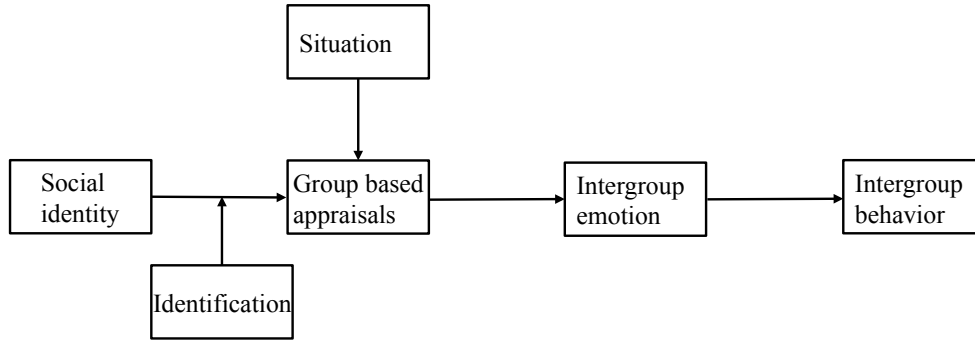 Situation
Social
identity
Group based
appraisals
Intergroup
emotion
Intergroup
behavior
Identification